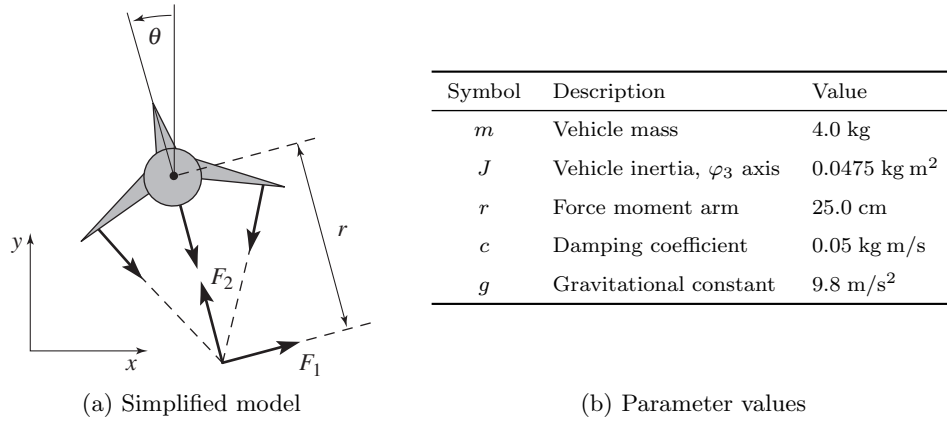 θ
r
y
F₂
x
F₁
(a) Simplified model
Symbol Description Value
m Vehicle mass 4.0 kg
J Vehicle inertia, φ₃ axis 0.0475 kg m²
r Force moment arm 25.0 cm
c Damping coefficient 0.05 kg m/s
g Gravitational constant 9.8 m/s²
(b) Parameter values